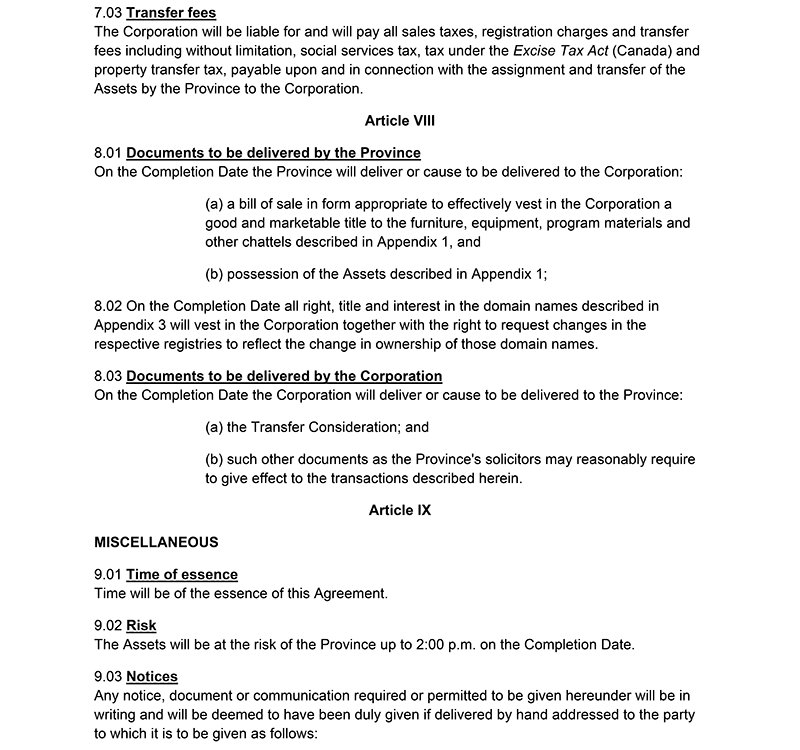 7.03 Transfer fees
The Corporation will be liable for and will pay all sales taxes, registration charges and transfer
fees including without limitation, social services tax, tax under the Excise Tax Act (Canada) and
property transfer tax, payable upon and in connection with the assignment and transfer of the
Assets by the Province to the Corporation.
Article VIII
8.01 Documents to be delivered by the Province
On the Completion Date the Province will deliver or cause to be delivered to the Corporation:
(a) a bill of sale in form appropriate to effectively vest in the Corporation a
good and marketable title to the furniture, equipment, program materials and
other chattels described in Appendix 1, and
(b) possession of the Assets described in Appendix 1;
8.02 On the Completion Date all right, title and interest in the domain names described in
Appendix 3 will vest in the Corporation together with the right to request changes in the
respective registries to reflect the change in ownership of those domain names.
8.03 Documents to be delivered by the Corporation
On the Completion Date the Corporation will deliver or cause to be delivered to the Province:
(a) the Transfer Consideration; and
(b) such other documents as the Province's solicitors may reasonably require
to give effect to the transactions described herein.
Article IX
MISCELLANEOUS
9.01 Time of essence
Time will be of the essence of this Agreement.
9.02 Risk
The Assets will be at the risk of the Province up to 2:00 p.m. on the Completion Date.
9.03 Notices
Any notice, document or communication required or permitted to be given hereunder will be in
writing and will be deemed to have been duly given if delivered by hand addressed to the party
to which it is to be given as follows: